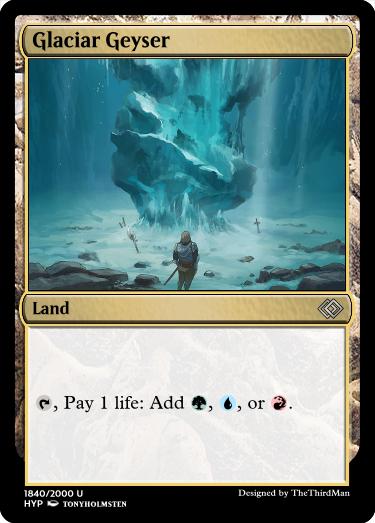 Glaciar Geyser
Land
, Pay 1 life: Add , , or .
1840/2000 U
Designed by TheThirdMan
HYP TONYHOLMSTEN